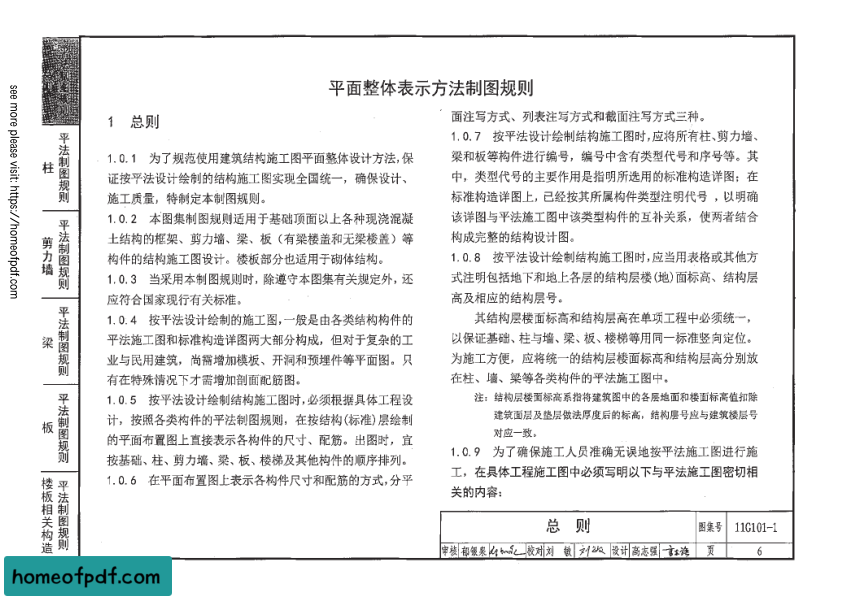 see more please visit: https://homeofpdf.com
柱
平法制图规则
剪力墙
平法制图规则
梁
平法制图规则
板
平法制图规则
楼板相关构造
平法制图规则
平面整体表示方法制图规则
1 总则
1.0.1 为了规范使用建筑结构施工图平面整体设计方法,保
证按平法设计绘制的结构施工图实现全国统一，确保设计、
施工质量，特制定本制图规则。
1.0.2 本图集制图规则适用于基础顶面以上各种现浇混凝
土结构的框架、剪力墙、梁、板（有梁楼盖和无梁楼盖）等
构件的结构施工图设计。楼板部分也适用于砌体结构。
1.0.3 当采用本制图规则时，除遵守本图集有关规定外，还
应符合国家现行有关标准。
1.0.4 按平法设计绘制的施工图,一般是由各类结构构件的
平法施工图和标准构造详图两大部分构成，但对于复杂的工
业与民用建筑，尚需增加模板、开洞和预埋件等平面图。只
有在特殊情况下才需增加剖面配筋图。
1.0.5 按平法设计绘制结构施工图时,必须根据具体工程设
计，按照各类构件的平法制图规则，在按结构(标准)层绘制
的平面布置图上直接表示各构件的尺寸、配筋。出图时，宜
按基础、柱、剪力墙、梁、板、楼梯及其他构件的顺序排列。
1.0.6 在平面布置图上表示各构件尺寸和配筋的方式,分平
面注写方式、列表注写方式和截面注写方式三种。
1.0.7 按平法设计绘制结构施工图时,应将所有柱、剪力墙、
梁和板等构件进行编号，编号中含有类型代号和序号等。其
中，类型代号的主要作用是指明所选用的标准构造详图；在
标准构造详图上,已经按其所属构件类型注明代号，以明确
该详图与平法施工图中该类型构件的互补关系，使两者结合
构成完整的结构设计图。
1.0.8 按平法设计绘制结构施工图时,应当用表格或其他方
式注明包括地下和地上各层的结构层楼(地)面标高、结构层
高及相应的结构层号。
其结构层楼面标高和结构层高在单项工程中必须统一，
以保证基础、柱与墙、梁、板、楼梯等用同一标准竖向定位。
为施工方便，应将统一的结构层楼面标高和结构层高分别放
在柱、墙、梁等各类构件的平法施工图中。
注：结构层楼面标高系指将建筑图中的各层地面和楼面标高值扣除
建筑面层及垫层做法厚度后的标高，结构层号应与建筑楼层号
对应一致。
1.0.9 为了确保施工人员准确无误地按平法施工图进行施
工，在具体工程施工图中必须写明以下与平法施工图密切相
关的内容：
总 则 图集号 11G101-1
审核 郁银泉 校对 刘敏 设计 高志强 页 6
homeofpdf.com